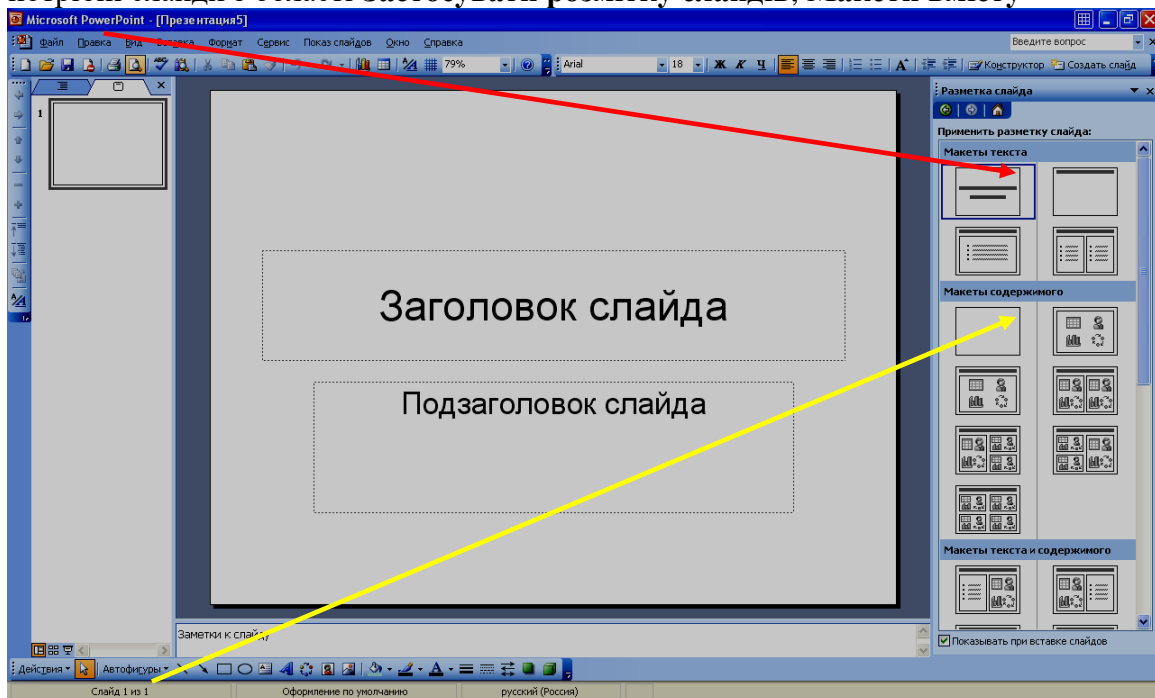 Microsoft PowerPoint - [Презентация5]
Файл Правка Вид Вставка Формат Сервис Показ слайдов Окно Справка
Введите вопрос
79% Arial 18 Ж К Ч Конструктор Создать слайд
Разметка слайда
1
Применить разметку слайда:
Макеты текста
Заголовок слайда
Подзаголовок слайда
Макеты содержимого
Макеты текста и содержимого
Заметки к слайду
Показывать при вставке слайдов
Действия Автофигуры
Слайд 1 из 1 Оформление по умолчанию русский (Россия)